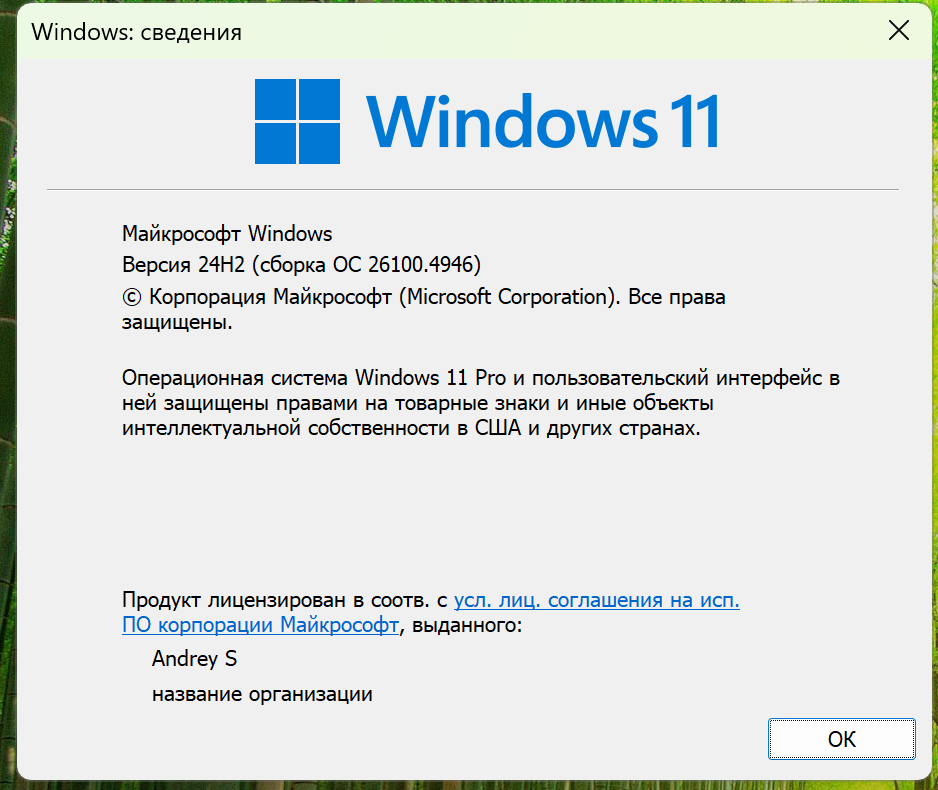 Windows: сведения
Windows 11
Майкрософт Windows
Версия 24H2 (сборка ОС 26100.4946)
© Корпорация Майкрософт (Microsoft Corporation). Все права
защищены.
Операционная система Windows 11 Pro и пользовательский интерфейс в
ней защищены правами на товарные знаки и иные объекты
интеллектуальной собственности в США и других странах.
Продукт лицензирован в соотв. с усл. лиц. соглашения на исп.
ПО корпорации Майкрософт, выданного:
Andrey S
название организации
ОК